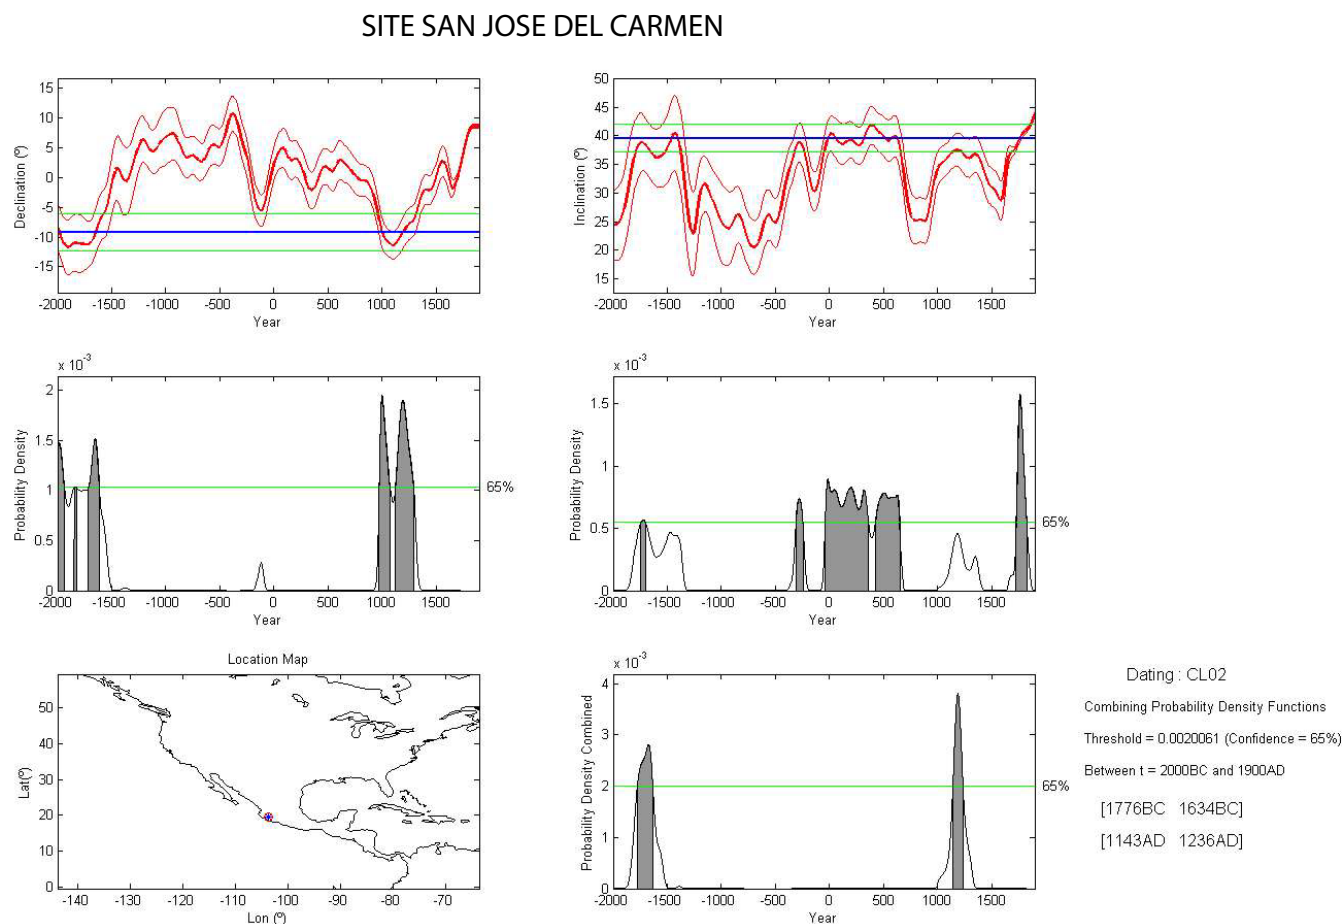 SITE SAN JOSE DEL CARMEN
15
10
5
0
-5
-10
-15
Declination (º)
-2000 -1500 -1000 -500 0 500 1000 1500
Year
50
45
40
35
30
25
20
15
Inclination (º)
-2000 -1500 -1000 -500 0 500 1000 1500
Year
x 10-3
2
1.5
1
0.5
0
Probability Density
65%
-2000 -1500 -1000 -500 0 500 1000 1500
Year
x 10-3
1.5
1
0.5
0
Probability Density
65%
-2000 -1500 -1000 -500 0 500 1000 1500
Year
Location Map
50
40
30
20
10
0
Lat(º)
-140 -130 -120 -110 -100 -90 -80 -70
Lon (º)
x 10-3
4
3
2
1
0
Probability Density Combined
65%
-2000 -1500 -1000 -500 0 500 1000 1500
Year
Dating : CL02
Combining Probability Density Functions
Threshold = 0.0020061 (Confidence = 65%)
Between t = 2000BC and 1900AD
[1776BC 1634BC]
[1143AD 1236AD]